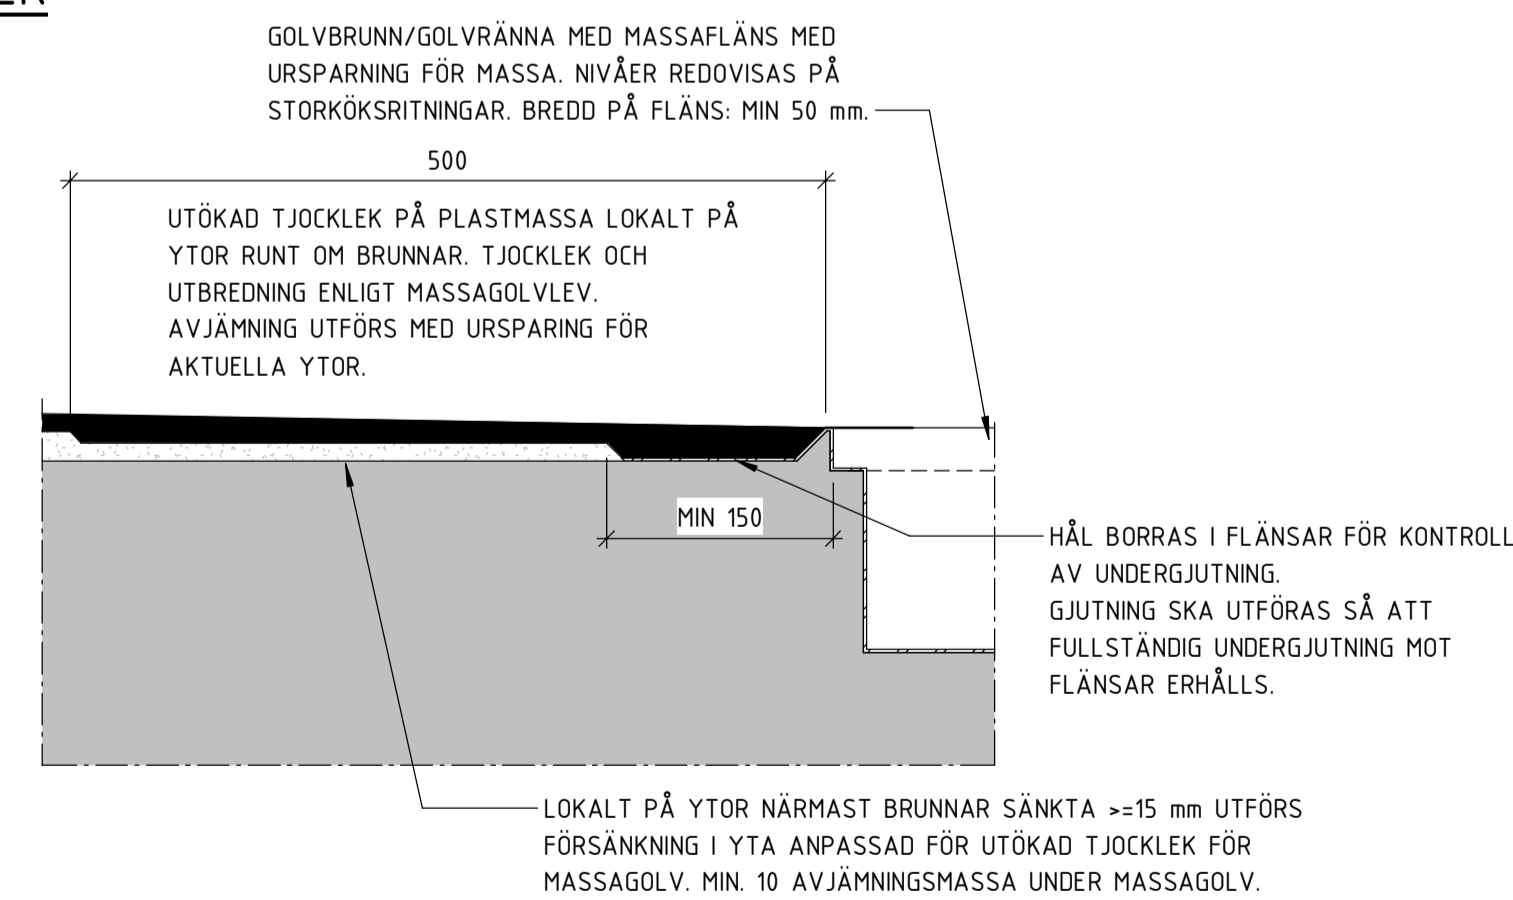 GOLVBRUNN/GOLVRÄNNA MED MASSAFLÄNS MED
URSPARNING FÖR MASSA. NIVÅER REDOVISAS PÅ
STORKÖKSRITNINGAR. BREDD PÅ FLÄNS: MIN 50 mm.
500
UTÖKAD TJOCKLEK PÅ PLASTMASSA LOKALT PÅ
YTOR RUNT OM BRUNNAR. TJOCKLEK OCH
UTBREDNING ENLIGT MASSAGOLVLEV.
AVJÄMNING UTFÖRS MED URSPARING FÖR
AKTUELLA YTOR.
MIN 150
HÅL BORRAS I FLÄNSAR FÖR KONTROLL
AV UNDERGJUTNING.
GJUTNING SKA UTFÖRAS SÅ ATT
FULLSTÄNDIG UNDERGJUTNING MOT
FLÄNSAR ERHÅLLS.
LOKALT PÅ YTOR NÄRMAST BRUNNAR SÄNKTA >=15 mm UTFÖRS
FÖRSÄNKNING I YTA ANPASSAD FÖR UTÖKAD TJOCKLEK FÖR
MASSAGOLV. MIN. 10 AVJÄMNINGSMASSA UNDER MASSAGOLV.